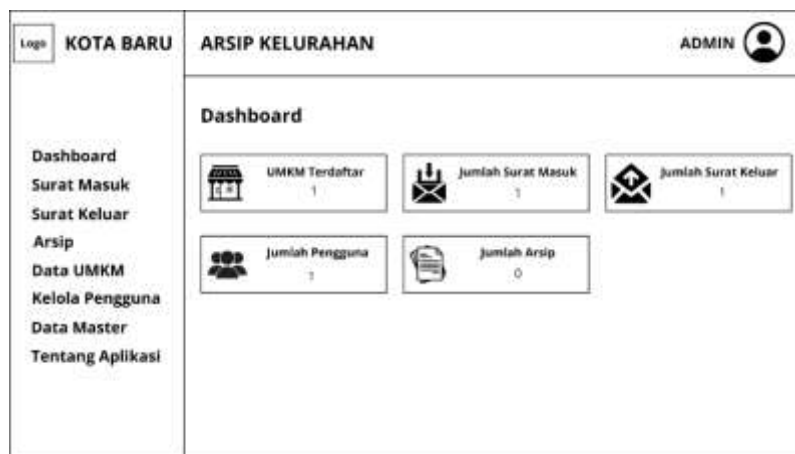 Logo
KOTA BARU
ARSIP KELURAHAN
ADMIN
Dashboard
Surat Masuk
Surat Keluar
Arsip
Data UMKM
Kelola Pengguna
Data Master
Tentang Aplikasi
Dashboard
UMKM Terdaftar
1
Jumlah Surat Masuk
1
Jumlah Surat Keluar
1
Jumlah Pengguna
1
Jumlah Arsip
0